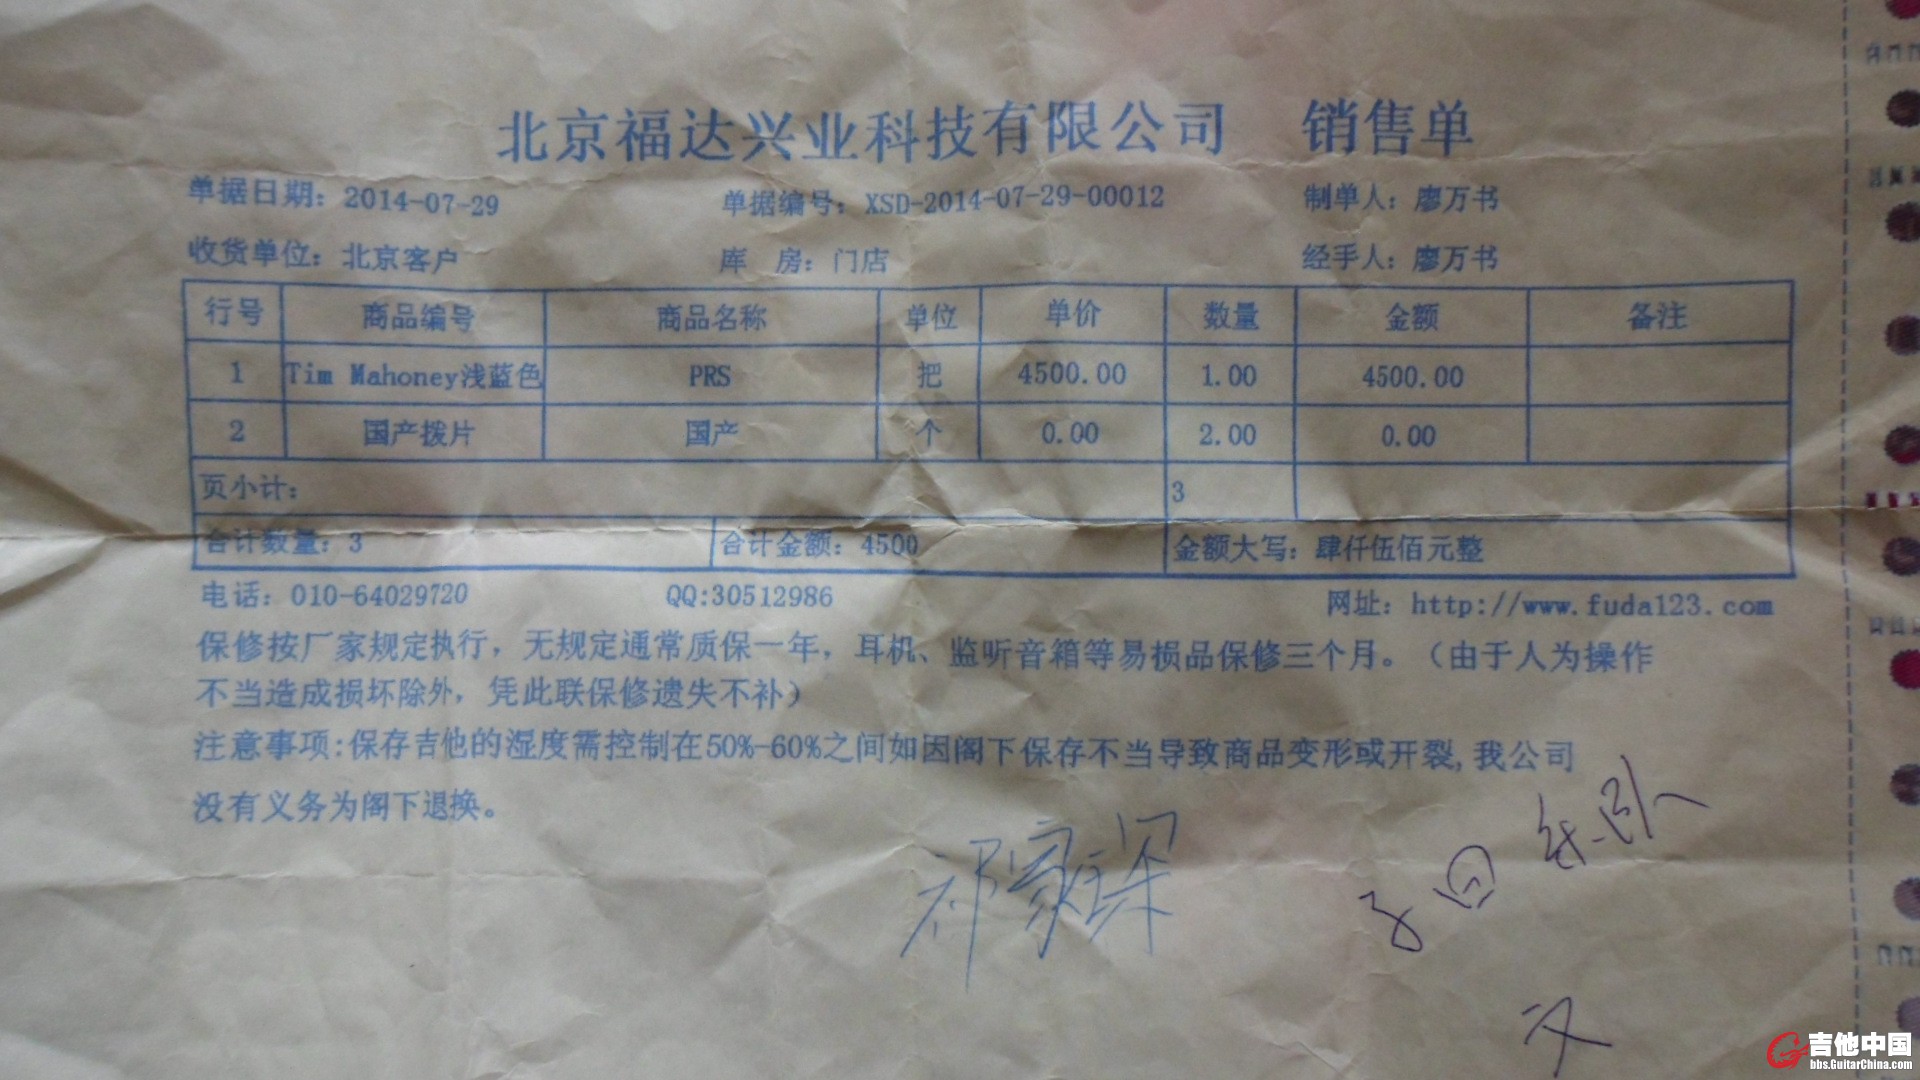 北京福达兴业科技有限公司 销售单
单据日期: 2014-07-29 单据编号: XSD-2014-07-29-00012 制单人: 廖万书
收货单位: 北京客户 库 房: 门店 经手人: 廖万书
行号 商品编号 商品名称 单位 单价 数量 金额 备注
1 Tim Mahoney浅蓝色 PRS 把 4500.00 1.00 4500.00
2 国产拨片 国产 个 0.00 2.00 0.00
页小计: 3
合计数量: 3 合计金额: 4500 金额大写: 肆仟伍佰元整
电话: 010-64029720 QQ:30512986 网址: http://www.fuda123.com
保修按厂家规定执行，无规定通常质保一年，耳机、监听音箱等易损品保修三个月。（由于人为操作
不当造成损坏除外，凭此联保修遗失不补）
注意事项:保存吉他的湿度需控制在50%-60%之间如因阁下保存不当导致商品变形或开裂,我公司
没有义务为阁下退换。
吉他中国
bbs.GuitarChina.com